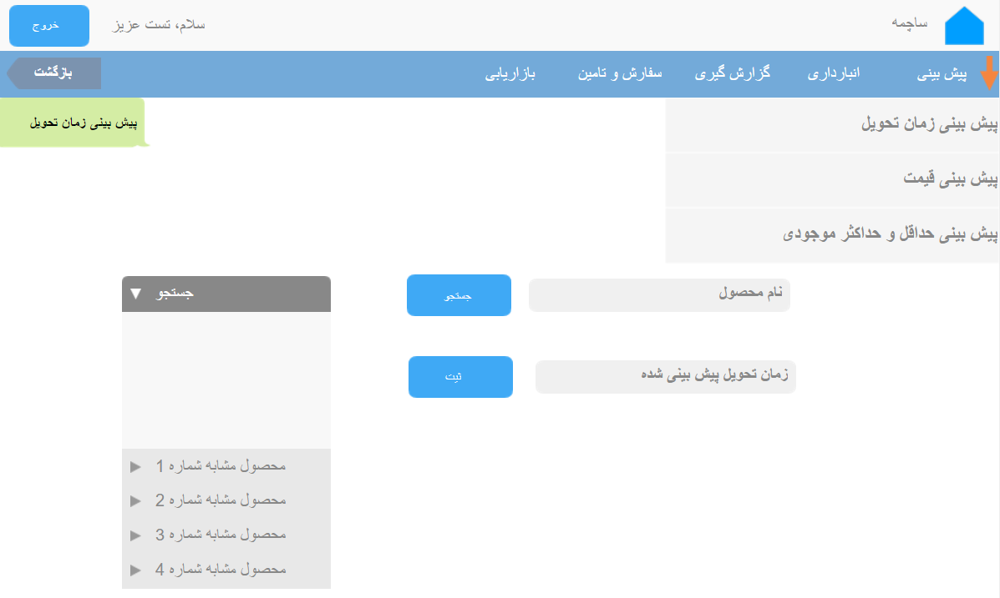 ساچمه
سلام، تست عزیز
خروج
پیش بینی
انبارداری
گزارش گیری
سفارش و تامین
بازاریابی
بازگشت
پیش بینی زمان تحویل
پیش بینی قیمت
پیش بینی حداقل و حداکثر موجودی
پیش بینی زمان تحویل
نام محصول
جستجو
زمان تحویل پیش بینی شده
ثبت
جستجو
محصول مشابه شماره 1
محصول مشابه شماره 2
محصول مشابه شماره 3
محصول مشابه شماره 4